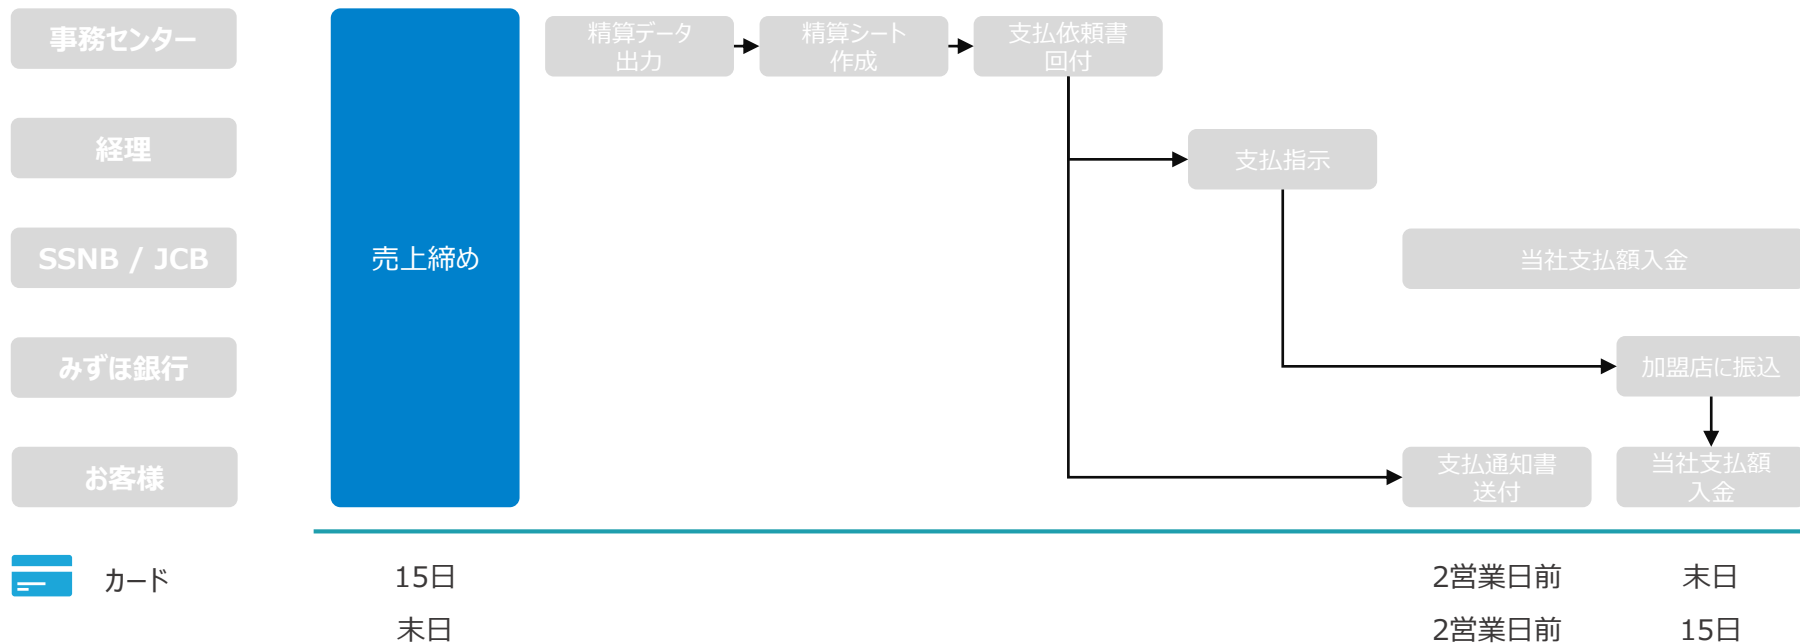 事務センター
精算データ
出力
精算シート
作成
支払依頼書
回付
経理
支払指示
SSNB / JCB
売上締め
当社支払額入金
みずほ銀行
加盟店に振込
お客様
支払通知書
送付
当社支払額
入金
カード
15日
2営業日前
末日
末日
2営業日前
15日